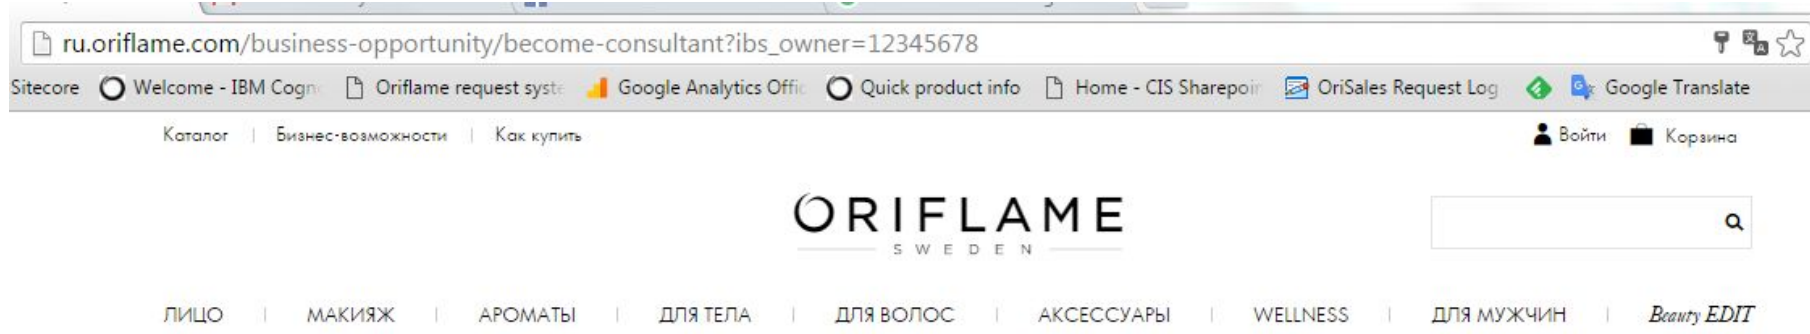 ru.oriflame.com/business-opportunity/become-consultant?ibs_owner=12345678
Sitecore Welcome - IBM Cogn Oriflame request syste Google Analytics Offic Quick product info Home - CIS Sharepoin OriSales Request Log Google Translate
Каталог | Бизнес-возможности | Как купить Войти Корзина
ORIFLAME
SWEDEN
ЛИЦО | МАКИЯЖ | АРОМАТЫ | ДЛЯ ТЕЛА | ДЛЯ ВОЛОС | АКСЕССУАРЫ | WELLNESS | ДЛЯ МУЖЧИН | Beauty EDIT